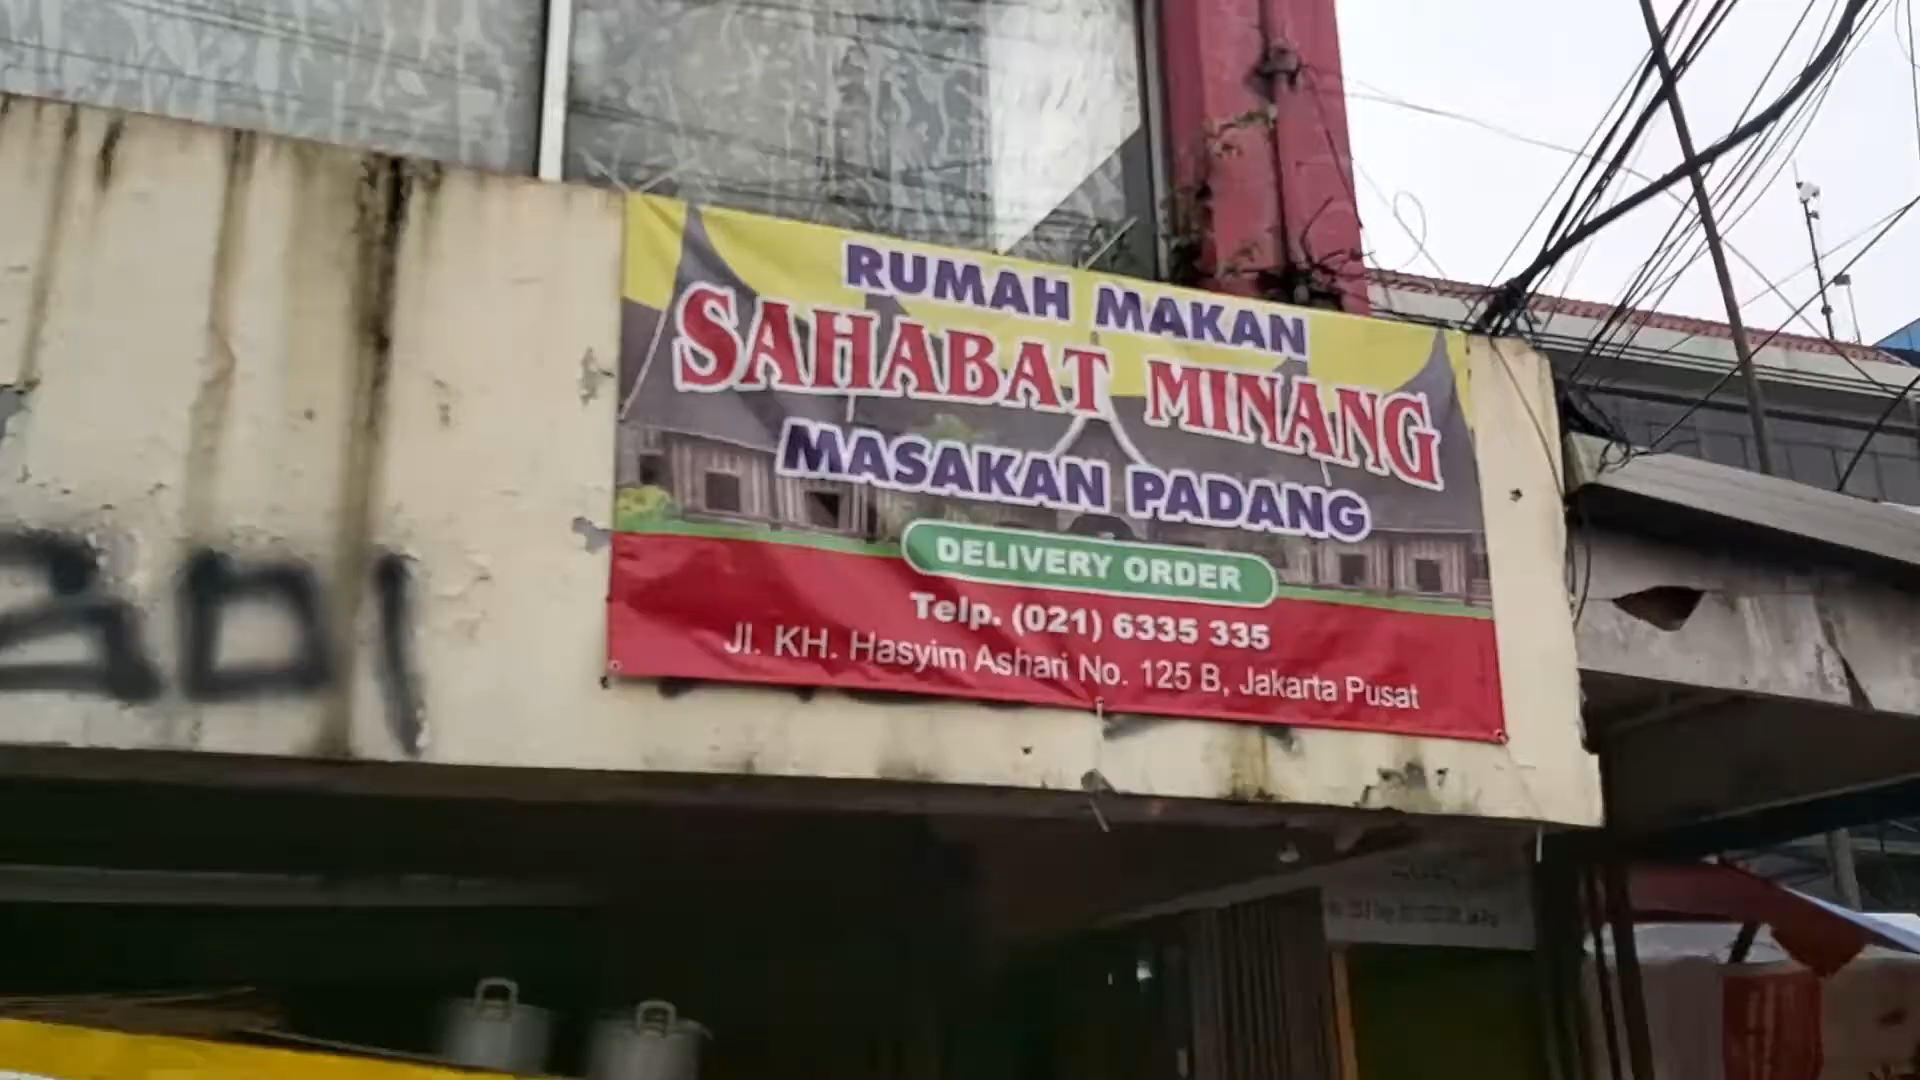 RUMAH MAKAN
SAHABAT MINANG
MASAKAN PADANG
DELIVERY ORDER
Telp. (021) 6335 335
Jl. KH. Hasyim Ashari No. 125 B, Jakarta Pusat